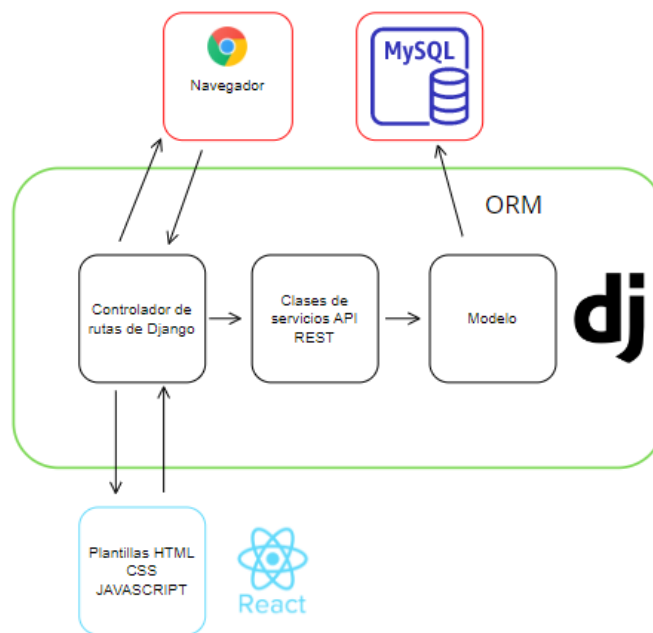 Navegador
MySQL
ORM
Controlador de
rutas de Django
Clases de
servicios API
REST
Modelo
dj
Plantillas HTML
CSS
JAVASCRIPT
React